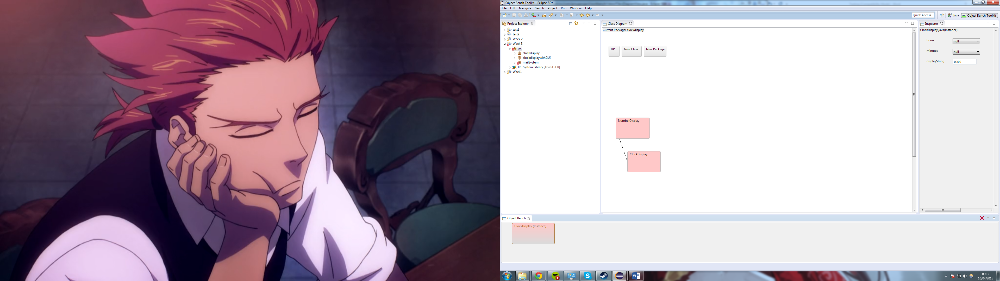 Object Bench Toolkit - Eclipse SDK
File Edit Navigate Search Project Run Window Help
Quick Access
Java
Object Bench Toolkit
Project Explorer
test1
test2
Week 2
Week 3
src
clockdisplay
clockdisplaywithGUI
mailSystem
JRE System Library [JavaSE-1.8]
Week1
Class Diagram
Current Package: clockdisplay
UP
New Class
New Package
NumberDisplay
ClockDisplay
Inspector
ClockDisplay.java(Instance)
hours null
minutes null
displayString 00:00
Object Bench
ClockDisplay (Instance)
5
00:12
10/04/2015